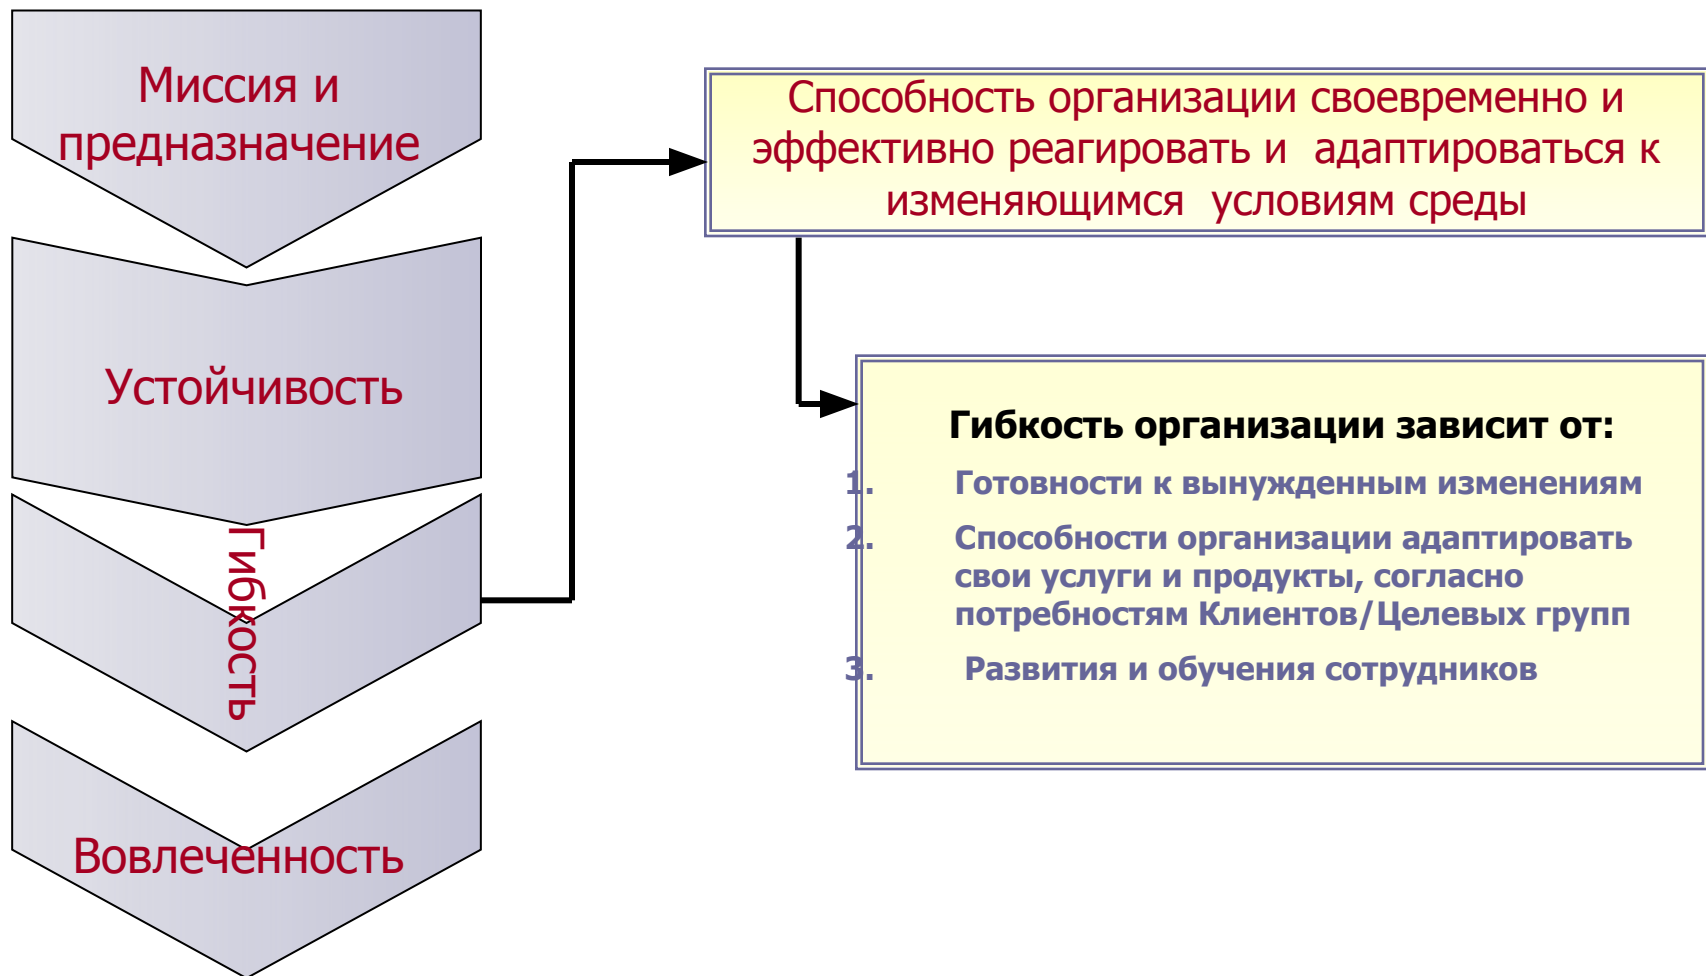 Миссия и
предназначение
Устойчивость
Гибкость
Вовлеченность
Способность организации своевременно и
эффективно реагировать и адаптироваться к
изменяющимся условиям среды
Гибкость организации зависит от:
1. Готовности к вынужденным изменениям
2. Способности организации адаптировать
свои услуги и продукты, согласно
потребностям Клиентов/Целевых групп
3. Развития и обучения сотрудников